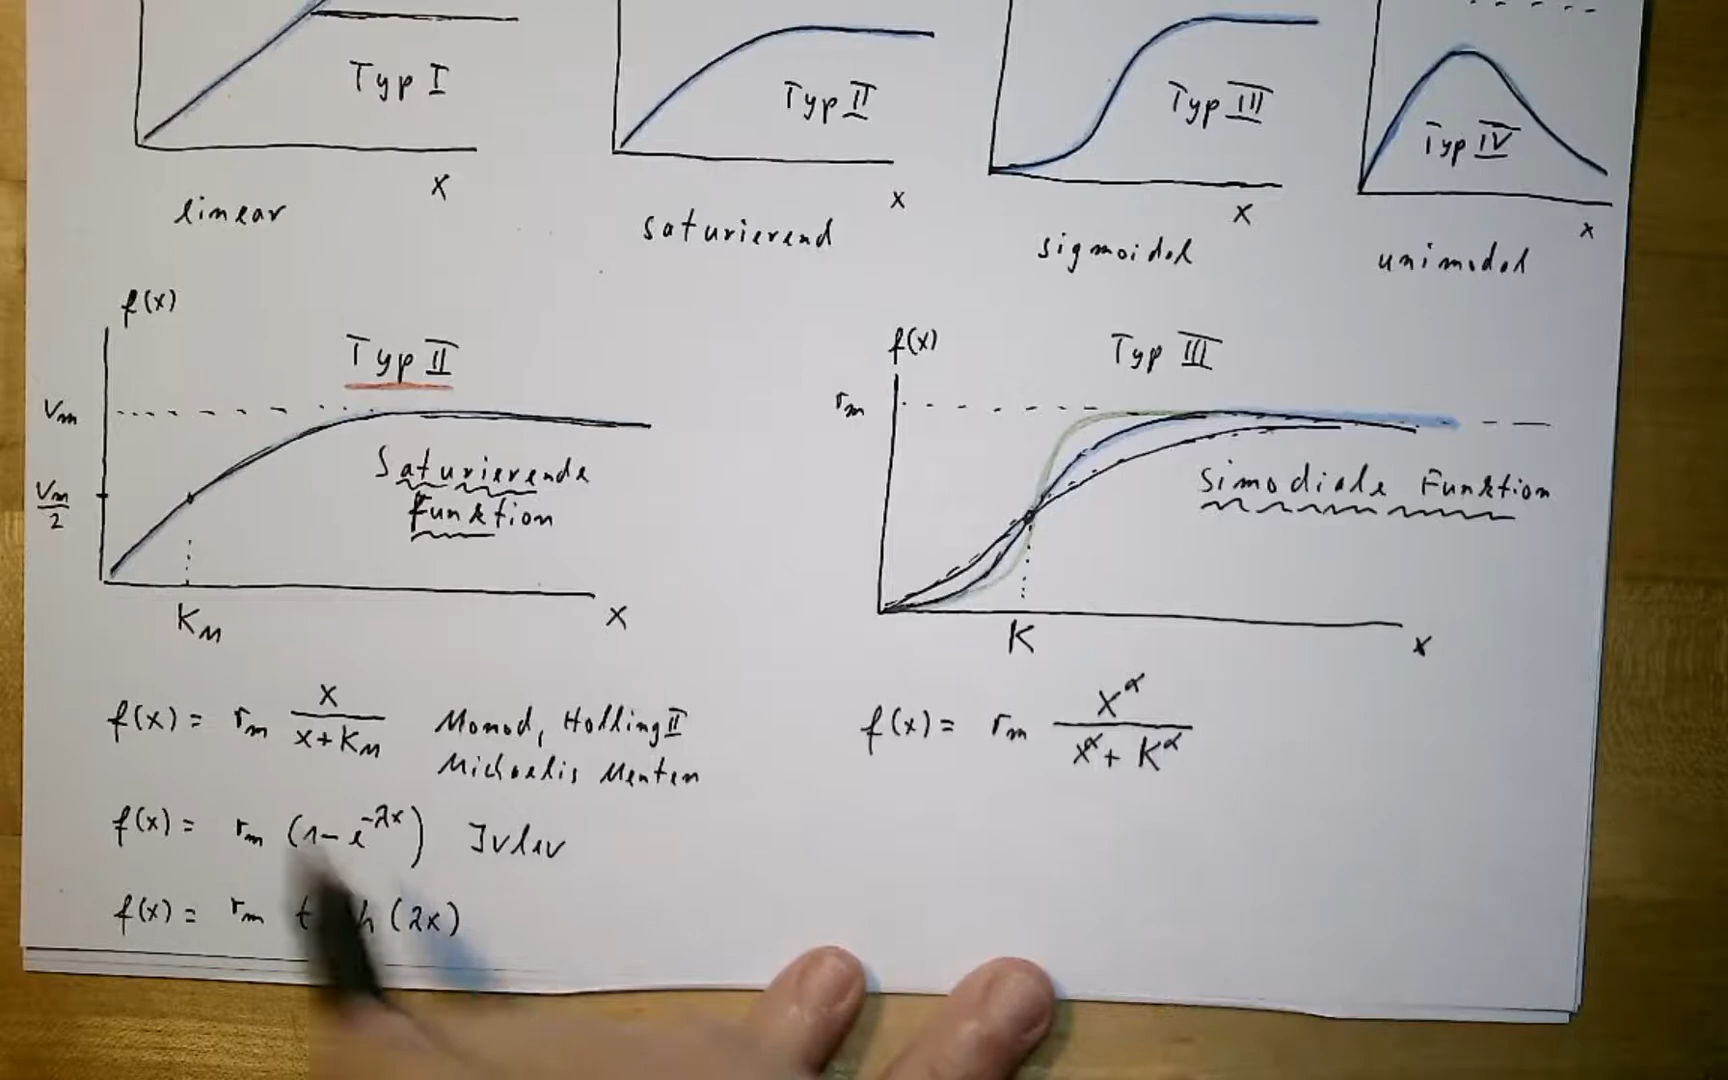 Typ I
Typ II
Typ III
Typ IV
x
x
x
x
linear
saturierend
sigmoidal
unimodal
f(x)
Typ II
Vm
Vm/2
Saturierende
Funktion
KM
x
f(x)
Typ III
rm
Simodiale Funktion
K
x
f(x) = rm x/(x+KM) Monod, Holling II
Michaelis Menten
f(x) = rm (1-e^-λx) Ivlev
f(x) = rm (λx)
f(x) = rm x^α/(x^α + K^α)